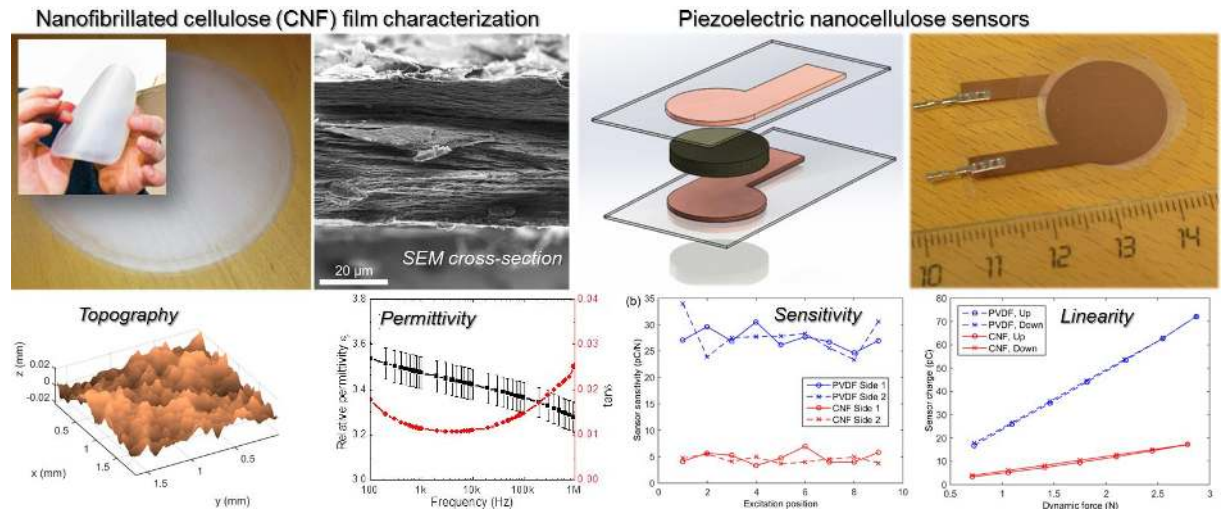 Nanofibrillated cellulose (CNF) film characterization
Piezoelectric nanocellulose sensors
SEM cross-section
20 µm
10 11 12 13 14
Topography
z (mm)
0.02
0
-0.02
0.5
1
1.5
x (mm)
0.5
1
1.5
y (mm)
Permittivity
Relative permittivity εr
3.8
3.6
3.4
3.2
3.0
0.04
0.03
0.02
0.01
0.00
tanδ
100 1k 10k 100k 1M
Frequency (Hz)
(b)
Sensitivity
Sensor sensitivity (pC/N)
35
30
25
20
15
10
5
0
PVDF Side 1
PVDF Side 2
CNF Side 1
CNF Side 2
0 2 4 6 8 10
Excitation position
Linearity
Sensor charge (pC)
80
70
60
50
40
30
20
10
0
PVDF, Up
PVDF, Down
CNF, Up
CNF, Down
0.5 1 1.5 2 2.5 3
Dynamic force (N)